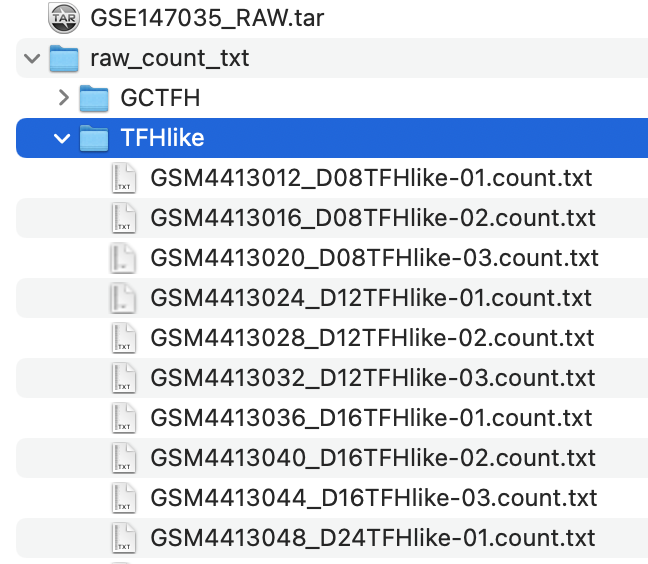 TAR
GSE147035_RAW.tar
raw_count_txt
GCTFH
TFHlike
TXT GSM4413012_D08TFHlike-01.count.txt
TXT GSM4413016_D08TFHlike-02.count.txt
GSM4413020_D08TFHlike-03.count.txt
GSM4413024_D12TFHlike-01.count.txt
TXT GSM4413028_D12TFHlike-02.count.txt
TXT GSM4413032_D12TFHlike-03.count.txt
TXT GSM4413036_D16TFHlike-01.count.txt
TXT GSM4413040_D16TFHlike-02.count.txt
TXT GSM4413044_D16TFHlike-03.count.txt
TXT GSM4413048_D24TFHlike-01.count.txt